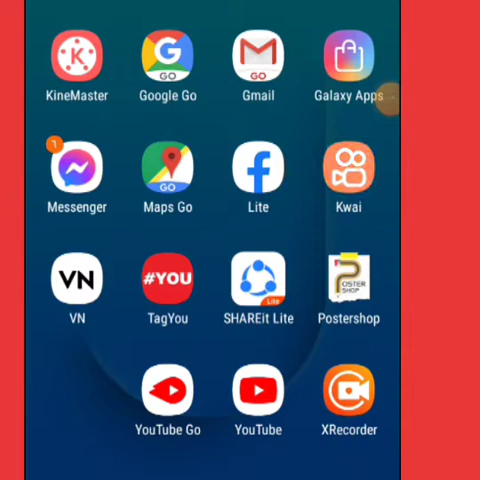 K
GO
GO
KineMaster
Google Go
Gmail
Galaxy Apps
1
GO
Messenger
Maps Go
Lite
Kwai
VN
#YOU
Lite
POSTER
SHOP
VN
TagYou
SHAREit Lite
Postershop
YouTube Go
YouTube
XRecorder